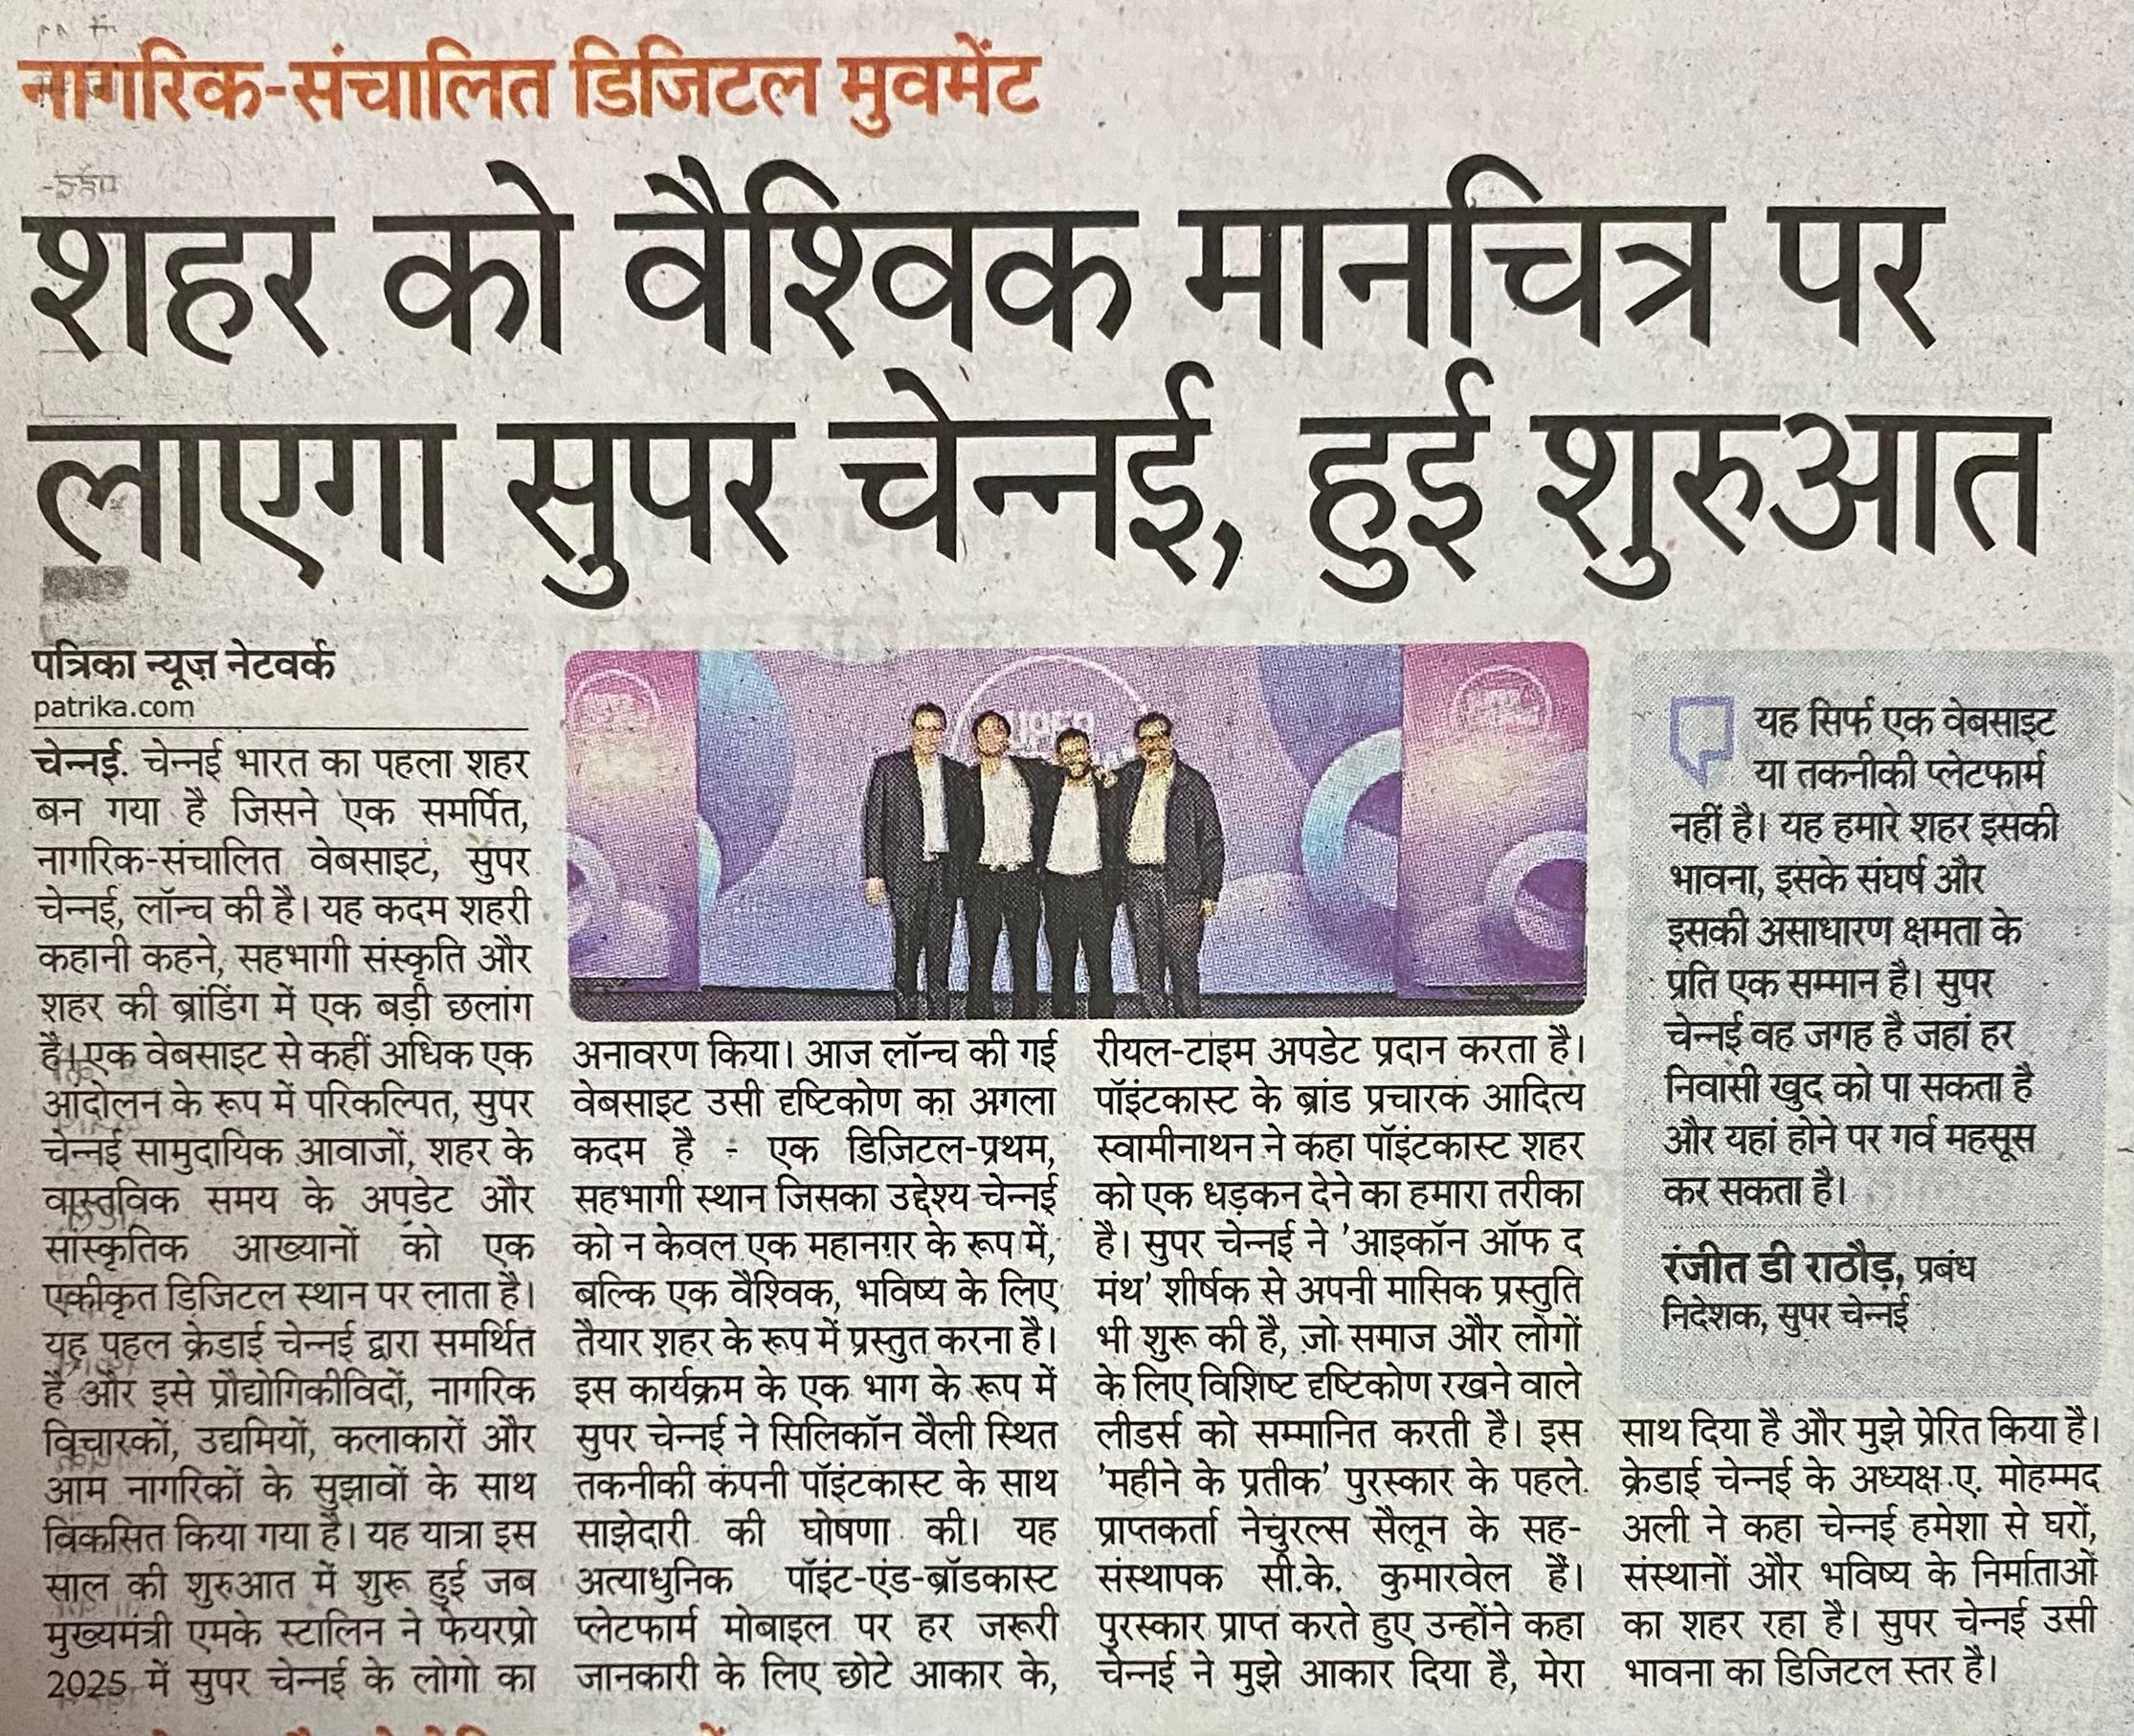 नागरिक-संचालित डिजिटल मुवमेंट
शहर को वैश्विक मानचित्र पर
लाएगा सुपर चेन्नई, हुई शुरुआत
पत्रिका न्यूज़ नेटवर्क
patrika.com
चेन्नई. चेन्नई भारत का पहला शहर
बन गया है जिसने एक समर्पित,
नागरिक-संचालित वेबसाइट, सुपर
चेन्नई, लॉन्च की है। यह कदम शहरी
कहानी कहने, सहभागी संस्कृति और
शहर की ब्रांडिंग में एक बड़ी छलांग
है। एक वेबसाइट से कहीं अधिक एक
आंदोलन के रूप में परिकल्पित, सुपर
चेन्नई सामुदायिक आवाजों, शहर के
वास्तविक समय के अपडेट और
सांस्कृतिक आख्यानों को एक
एकीकृत डिजिटल स्थान पर लाता है।
यह पहल क्रेडाई चेन्नई द्वारा समर्थित
है और इसे प्रौद्योगिकीविदों, नागरिक
विचारकों, उद्यमियों, कलाकारों और
आम नागरिकों के सुझावों के साथ
विकसित किया गया है। यह यात्रा इस
साल की शुरुआत में शुरू हुई जब
मुख्यमंत्री एमके स्टालिन ने फेयरप्रो
2025 में सुपर चेन्नई के लोगो का
SUPER
अनावरण किया। आज लॉन्च की गई
वेबसाइट उसी दृष्टिकोण का अगला
कदम है - एक डिजिटल-प्रथम,
सहभागी स्थान जिसका उद्देश्य चेन्नई
को न केवल एक महानगर के रूप में,
बल्कि एक वैश्विक, भविष्य के लिए
तैयार शहर के रूप में प्रस्तुत करना है।
इस कार्यक्रम के एक भाग के रूप में
सुपर चेन्नई ने सिलिकॉन वैली स्थित
तकनीकी कंपनी पॉइंटकास्ट के साथ
साझेदारी की घोषणा की। यह
अत्याधुनिक पॉइंट-एंड-ब्रॉडकास्ट
प्लेटफार्म मोबाइल पर हर जरूरी
जानकारी के लिए छोटे आकार के,
रीयल-टाइम अपडेट प्रदान करता है।
पॉइंटकास्ट के ब्रांड प्रचारक आदित्य
स्वामीनाथन ने कहा पॉइंटकास्ट शहर
को एक धड़कन देने का हमारा तरीका
है। सुपर चेन्नई ने 'आइकॉन ऑफ द
मंथ' शीर्षक से अपनी मासिक प्रस्तुति
भी शुरू की है, जो समाज और लोगों
के लिए विशिष्ट दृष्टिकोण रखने वाले
लीडर्स को सम्मानित करती है। इस
'महीने के प्रतीक' पुरस्कार के पहले
प्राप्तकर्ता नेचुरल्स सैलून के सह-
संस्थापक सी.के. कुमारवेल हैं।
पुरस्कार प्राप्त करते हुए उन्होंने कहा
चेन्नई ने मुझे आकार दिया है, मेरा
यह सिर्फ एक वेबसाइट
या तकनीकी प्लेटफार्म
नहीं है। यह हमारे शहर इसकी
भावना, इसके संघर्ष और
इसकी असाधारण क्षमता के
प्रति एक सम्मान है। सुपर
चेन्नई वह जगह है जहां हर
निवासी खुद को पा सकता है
और यहां होने पर गर्व महसूस
कर सकता है।
रंजीत डी राठौड़, प्रबंध
निदेशक, सुपर चेन्नई
साथ दिया है और मुझे प्रेरित किया है।
क्रेडाई चेन्नई के अध्यक्ष ए. मोहम्मद
अली ने कहा चेन्नई हमेशा से घरों,
संस्थानों और भविष्य के निर्माताओं
का शहर रहा है। सुपर चेन्नई उसी
भावना का डिजिटल स्तर है।